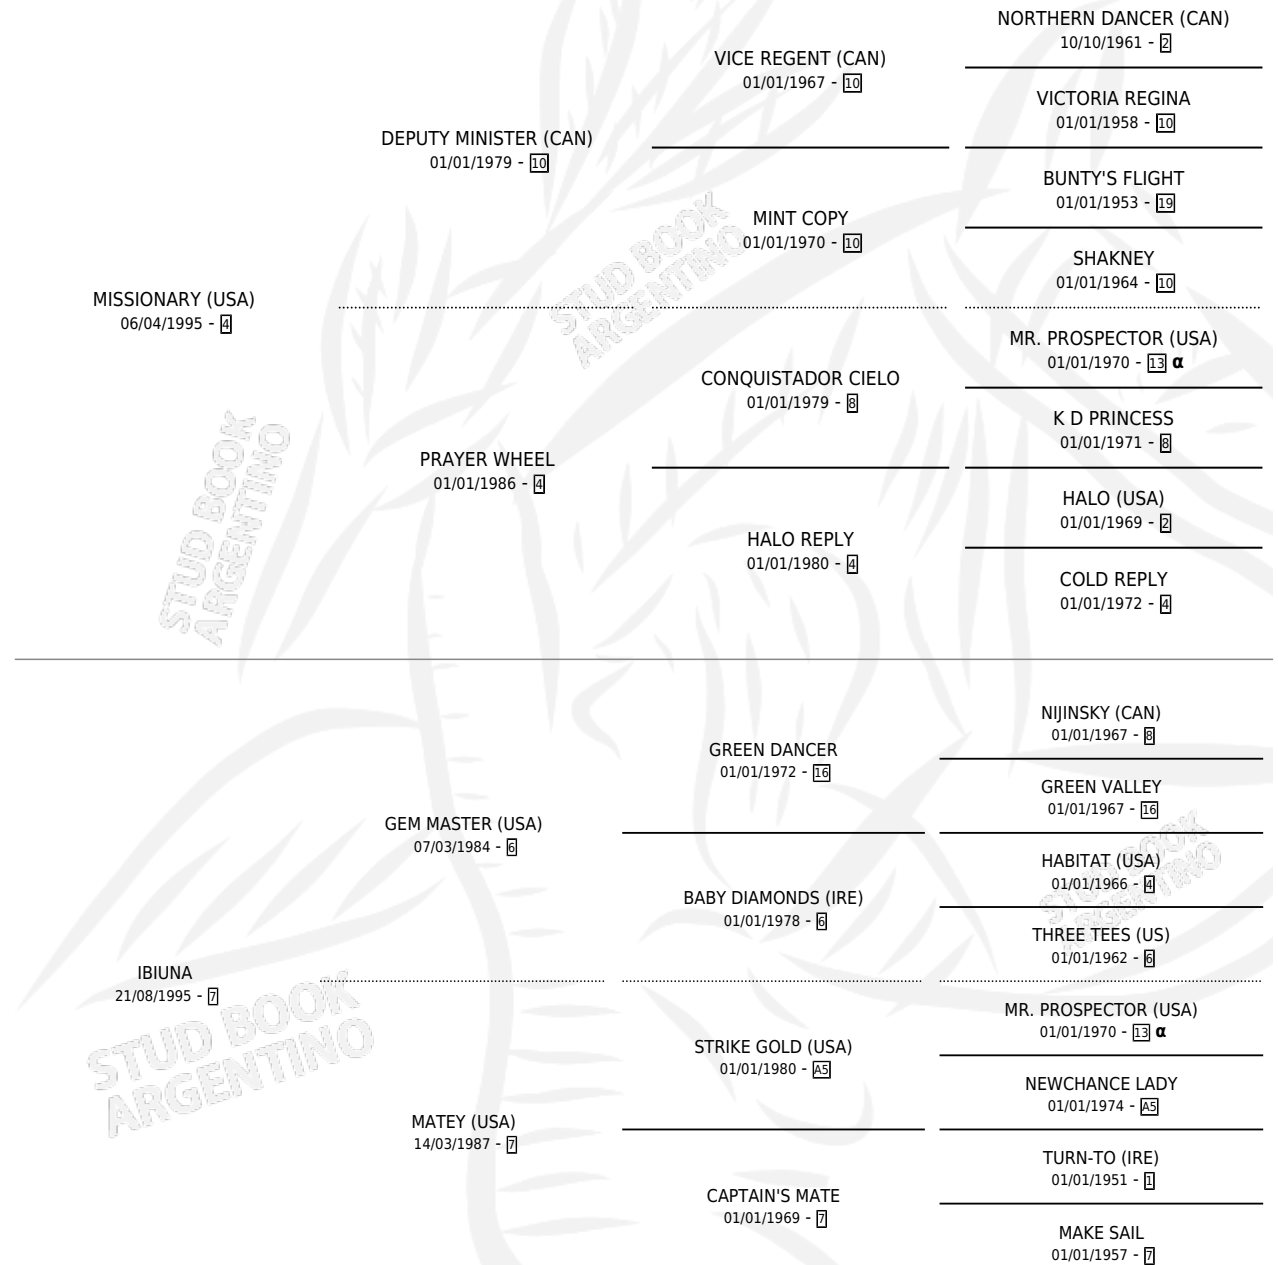 NORTHERN DANCER (CAN)
10/10/1961 - 2
VICE REGENT (CAN)
01/01/1967 - 10
VICTORIA REGINA
01/01/1958 - 10
DEPUTY MINISTER (CAN)
01/01/1979 - 10
BUNTY'S FLIGHT
01/01/1953 - 19
MINT COPY
01/01/1970 - 10
SHAKNEY
01/01/1964 - 10
MISSIONARY (USA)
06/04/1995 - 4
MR. PROSPECTOR (USA)
01/01/1970 - 13 α
CONQUISTADOR CIELO
01/01/1979 - 8
K D PRINCESS
01/01/1971 - 8
PRAYER WHEEL
01/01/1986 - 4
HALO (USA)
01/01/1969 - 2
HALO REPLY
01/01/1980 - 4
COLD REPLY
01/01/1972 - 4
NIJINSKY (CAN)
01/01/1967 - 8
GREEN DANCER
01/01/1972 - 16
GREEN VALLEY
01/01/1967 - 16
GEM MASTER (USA)
07/03/1984 - 6
HABITAT (USA)
01/01/1966 - 4
BABY DIAMONDS (IRE)
01/01/1978 - 6
THREE TEES (US)
01/01/1962 - 6
IBIUNA
21/08/1995 - 7
MR. PROSPECTOR (USA)
01/01/1970 - 13 α
STRIKE GOLD (USA)
01/01/1980 - A5
NEWCHANCE LADY
01/01/1974 - A5
MATEY (USA)
14/03/1987 - 7
TURN-TO (IRE)
01/01/1951 - 1
CAPTAIN'S MATE
01/01/1969 - 7
MAKE SAIL
01/01/1957 - 7
STUD BOOK
ARGENTINO
STUD BOOK
ARGENTINO
STUD BOOK
ARGENTINO
STUD BOOK
ARGENTINO